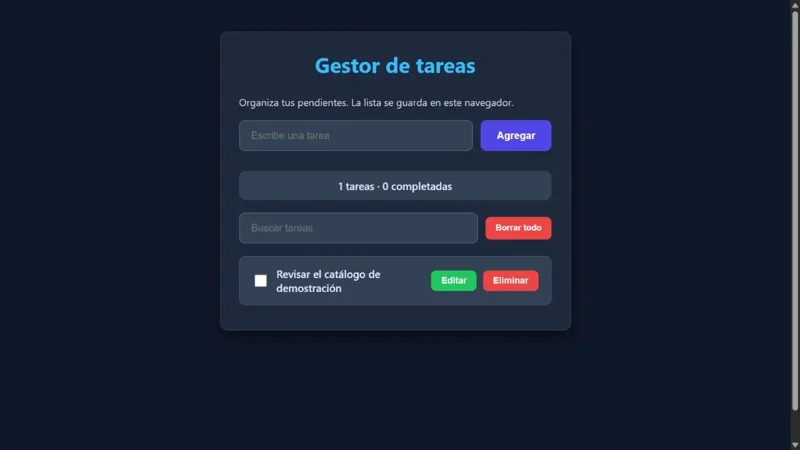 Gestor de tareas
Organiza tus pendientes. La lista se guarda en este navegador.
Escribe una tarea
Agregar
1 tareas · 0 completadas
Buscar tareas
Borrar todo
Revisar el catálogo de
demostración
Editar
Eliminar